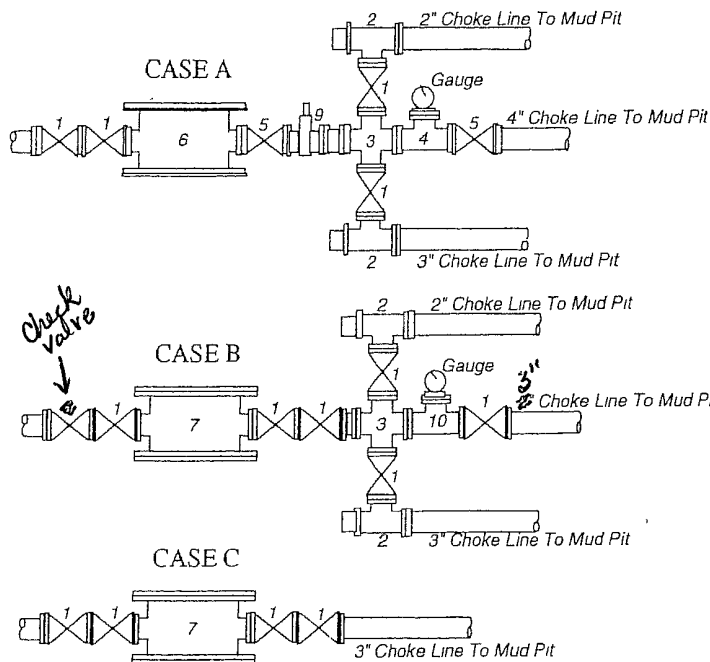 2
2" Choke Line To Mud Pit
CASE A
Gauge
1
1
1
9
4" Choke Line To Mud Pit
1 1 6 5 3 4 5
1
2
3" Choke Line To Mud Pit
Check
valve
2
2" Choke Line To Mud Pit
CASE B
1
Gauge
3"
Choke Line To Mud P
1 7 1 1 3 10 1
1
2
3" Choke Line To Mud Pit
CASE C
1 1 7 1 1
3" Choke Line To Mud Pit